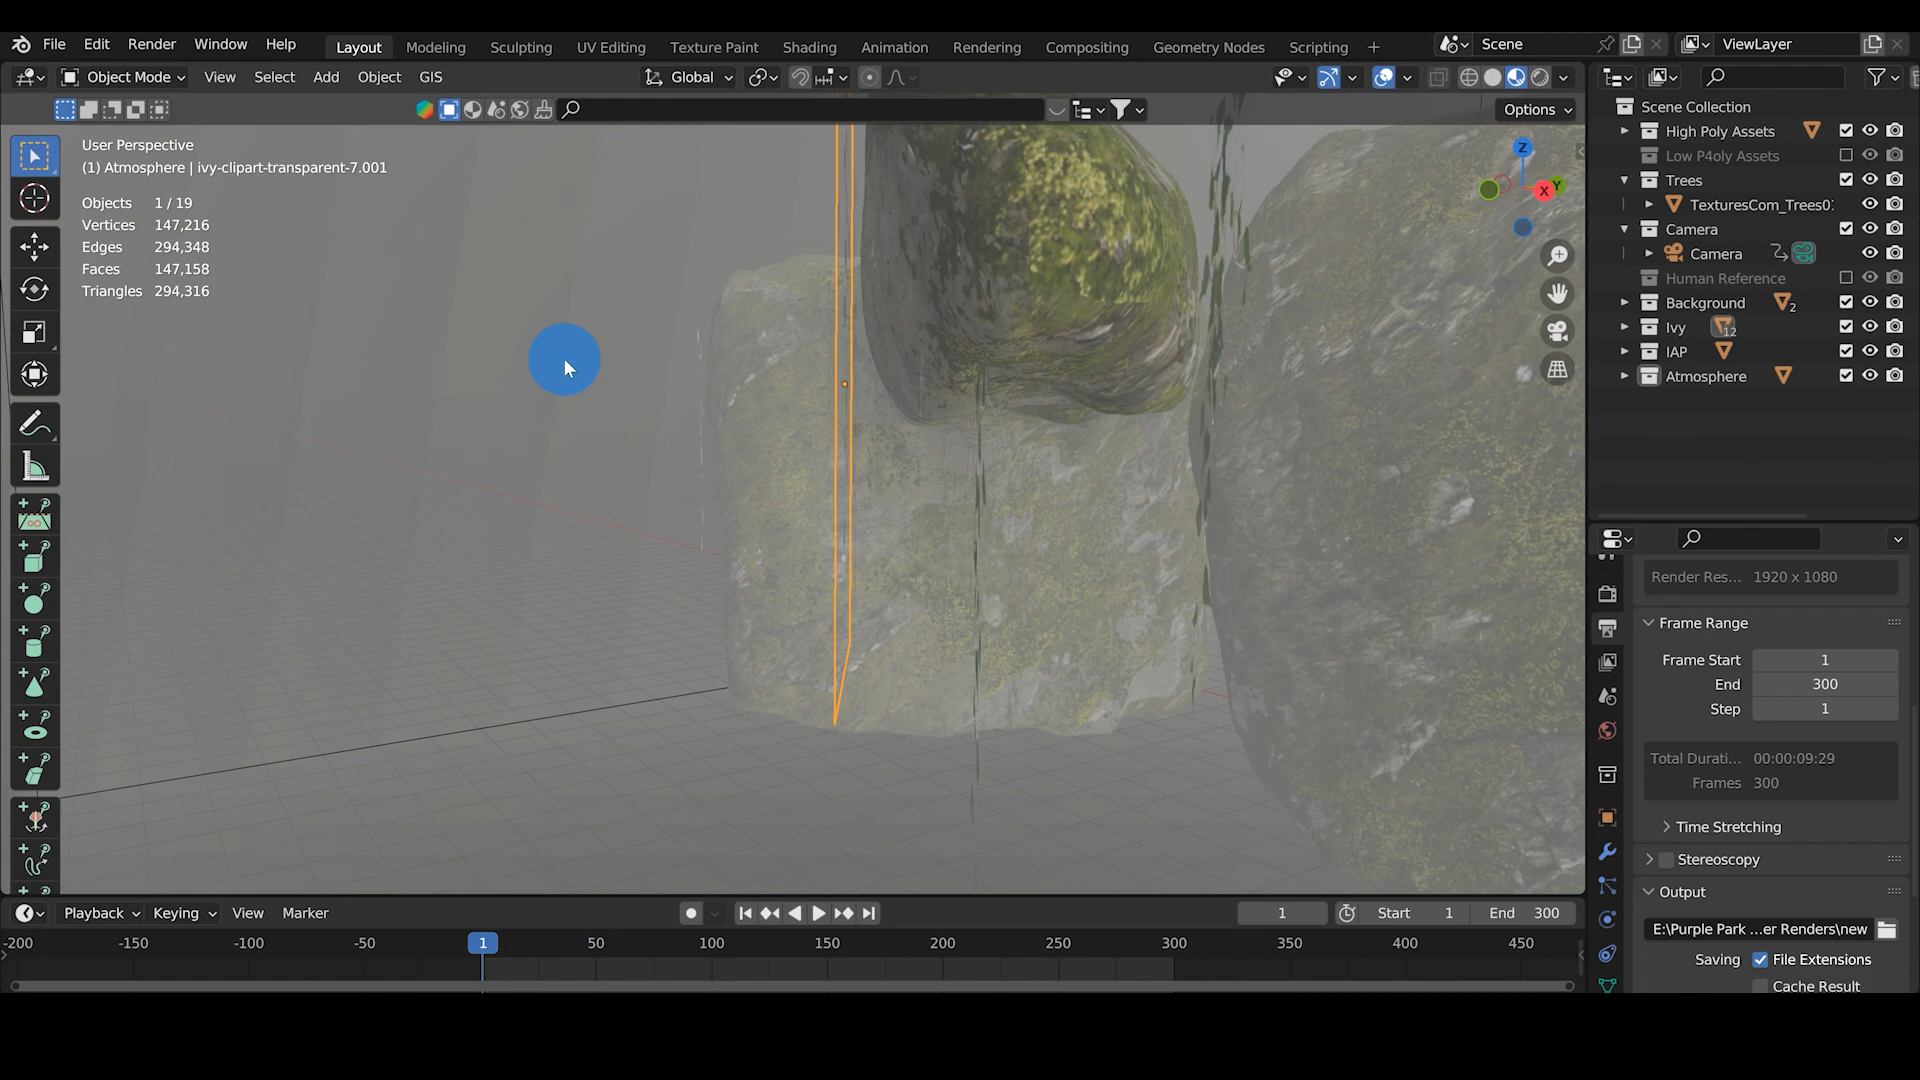 File Edit Render Window Help Layout Modeling Sculpting UV Editing Texture Paint Shading Animation Rendering Compositing Geometry Nodes Scripting + Scene ViewLayer
Object Mode View Select Add Object GIS Global
Options
User Perspective
(1) Atmosphere | ivy-clipart-transparent-7.001
Objects 1 / 19
Vertices 147,216
Edges 294,348
Faces 147,158
Triangles 294,316
Z
X
Y
Scene Collection
High Poly Assets
Low P4oly Assets
Trees
TexturesCom_Trees0
Camera
Camera
Human Reference
Background 2
Ivy 12
IAP
Atmosphere
Render Res... 1920 x 1080
Frame Range
Frame Start 1
End 300
Step 1
Total Durati... 00:00:09:29
Frames 300
Time Stretching
Stereoscopy
Output
E:\Purple Park ...er Renders\new
Saving File Extensions
Cache Result
Playback Keying View Marker 1 Start 1 End 300
-200 -150 -100 -50 1 50 100 150 200 250 300 350 400 450